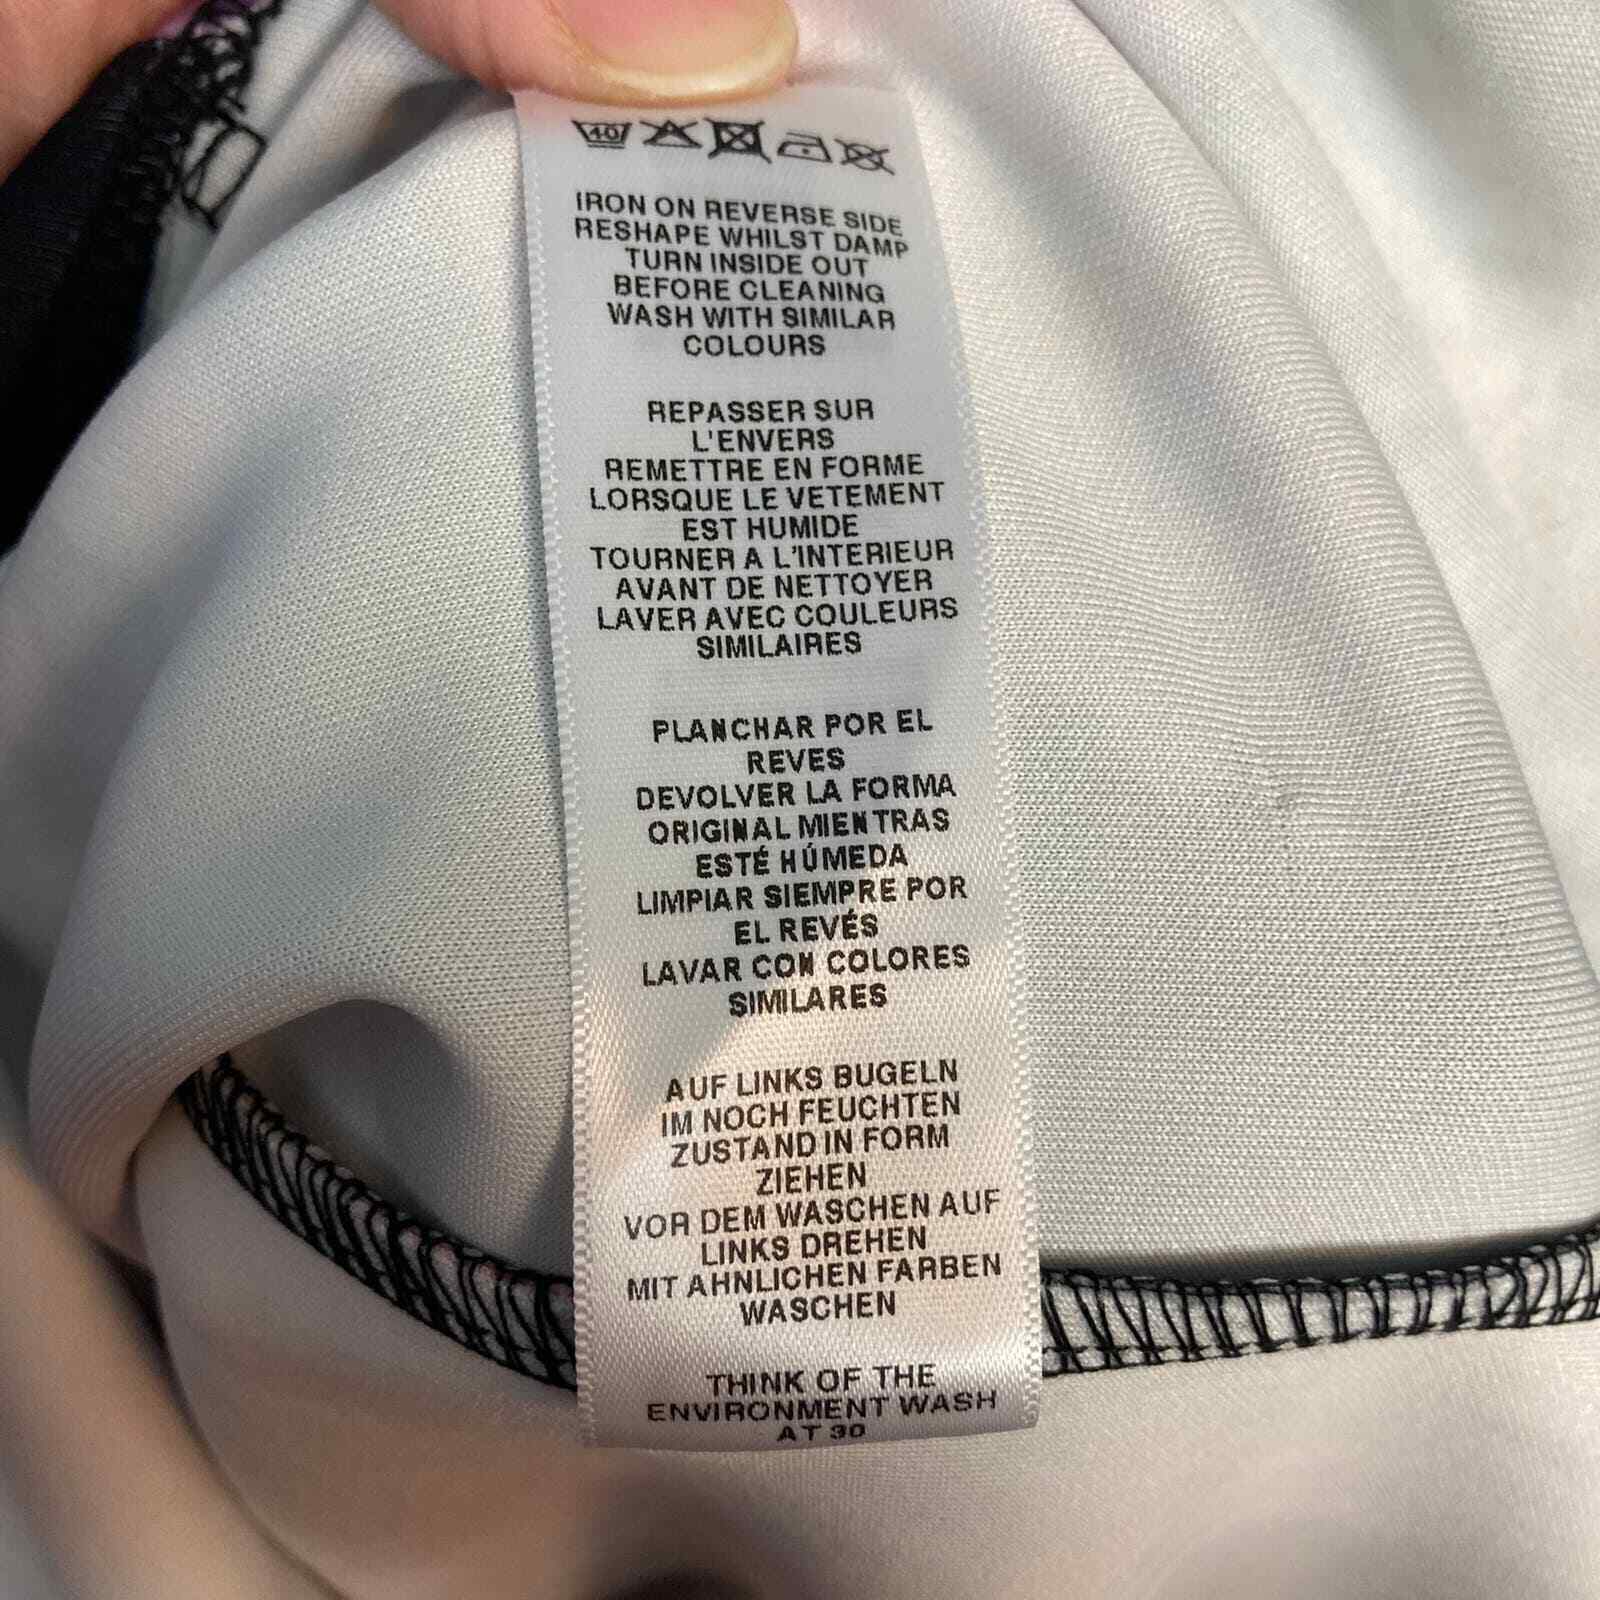 40
IRON ON REVERSE SIDE
RESHAPE WHILST DAMP
TURN INSIDE OUT
BEFORE CLEANING
WASH WITH SIMILAR
COLOURS
REPASSER SUR
L'ENVERS
REMETTRE EN FORME
LORSQUE LE VETEMENT
EST HUMIDE
TOURNER A L'INTERIEUR
AVANT DE NETTOYER
LAVER AVEC COULEURS
SIMILAIRES
PLANCHAR POR EL
REVES
DEVOLVER LA FORMA
ORIGINAL MIENTRAS
ESTÉ HÚMEDA
LIMPIAR SIEMPRE POR
EL REVÉS
LAVAR CON COLORES
SIMILARES
AUF LINKS BUGELN
IM NOCH FEUCHTEN
ZUSTAND IN FORM
ZIEHEN
VOR DEM WASCHEN AUF
LINKS DREHEN
MIT AHNLICHEN FARBEN
WASCHEN
THINK OF THE
ENVIRONMENT WASH
AT 30